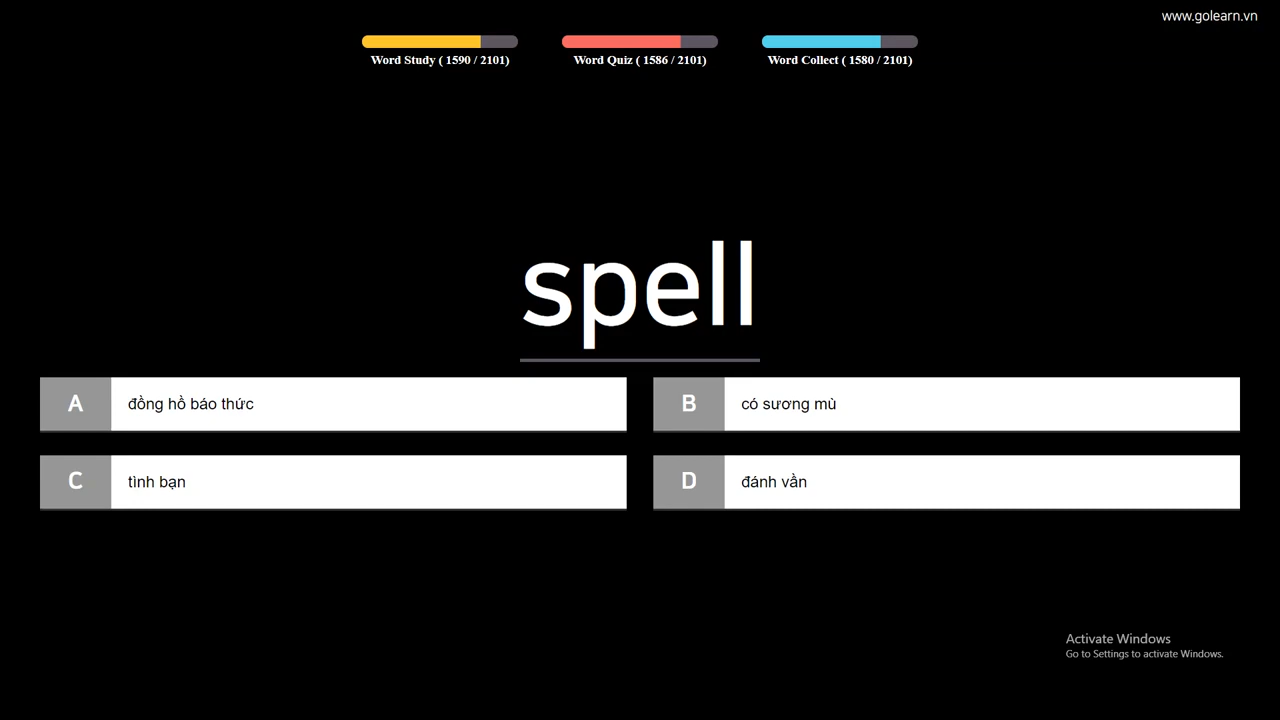 www.golearn.vn
Word Study ( 1590 / 2101)
Word Quiz ( 1586 / 2101)
Word Collect ( 1580 / 2101)
spell
A đồng hồ báo thức
B có sương mù
C tình bạn
D đánh vần
Activate Windows
Go to Settings to activate Windows.